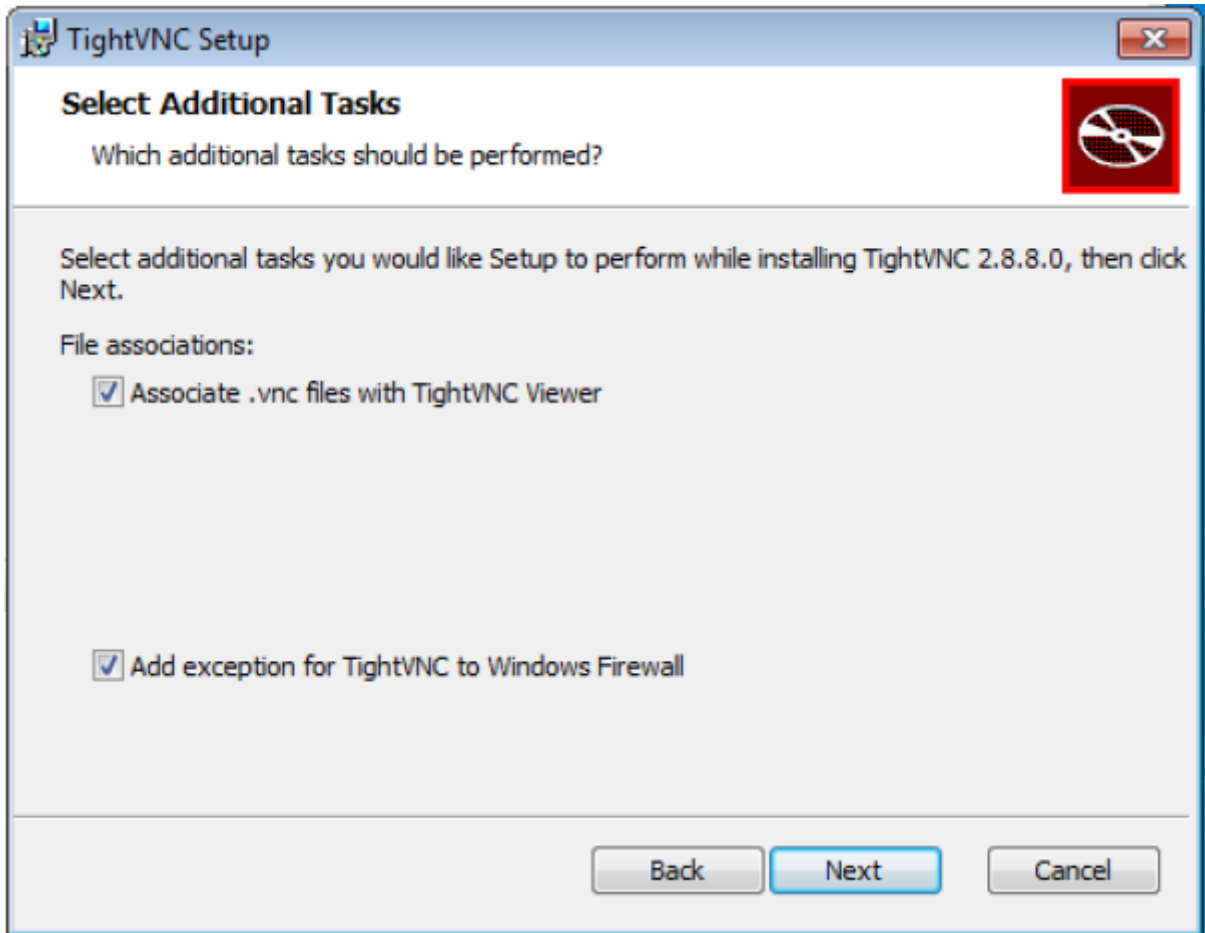 TightVNC Setup
Select Additional Tasks
Which additional tasks should be performed?
Select additional tasks you would like Setup to perform while installing TightVNC 2.8.8.0, then click
Next.
File associations:
Associate .vnc files with TightVNC Viewer
Add exception for TightVNC to Windows Firewall
Back Next Cancel